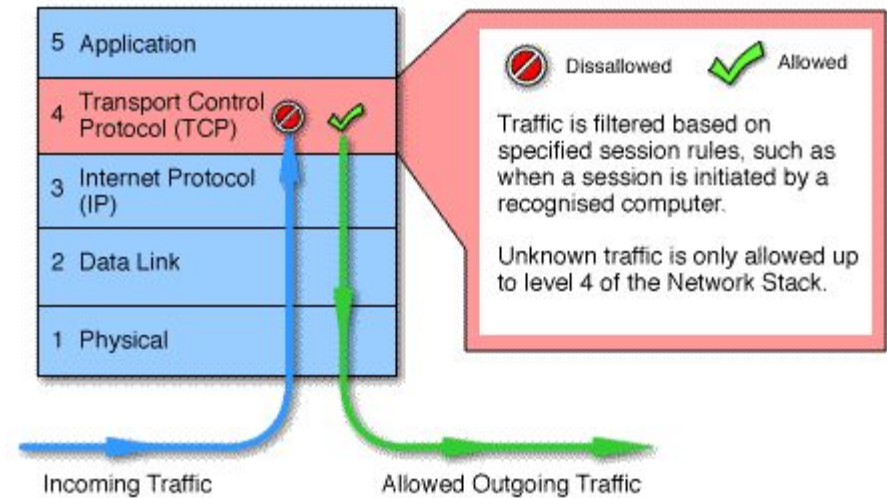 5 Application
4 Transport Control
Protocol (TCP)
3 Internet Protocol
(IP)
2 Data Link
1 Physical
Incoming Traffic
Allowed Outgoing Traffic
Dissallowed
Allowed
Traffic is filtered based on
specified session rules, such as
when a session is initiated by a
recognised computer.
Unknown traffic is only allowed up
to level 4 of the Network Stack.